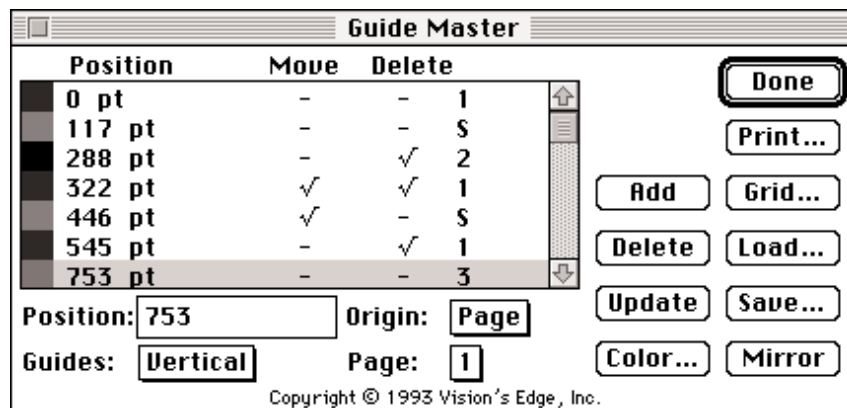 Guide Master
Position Move Delete
0 pt - - 1
117 pt - - S
288 pt - √ 2
322 pt √ √ 1
446 pt √ - S
545 pt - √ 1
753 pt - - 3
Done
Print...
Add Grid...
Delete Load...
Update Save...
Color... Mirror
Position: 753 Origin: Page
Guides: Vertical Page: 1
Copyright © 1993 Vision's Edge, Inc.